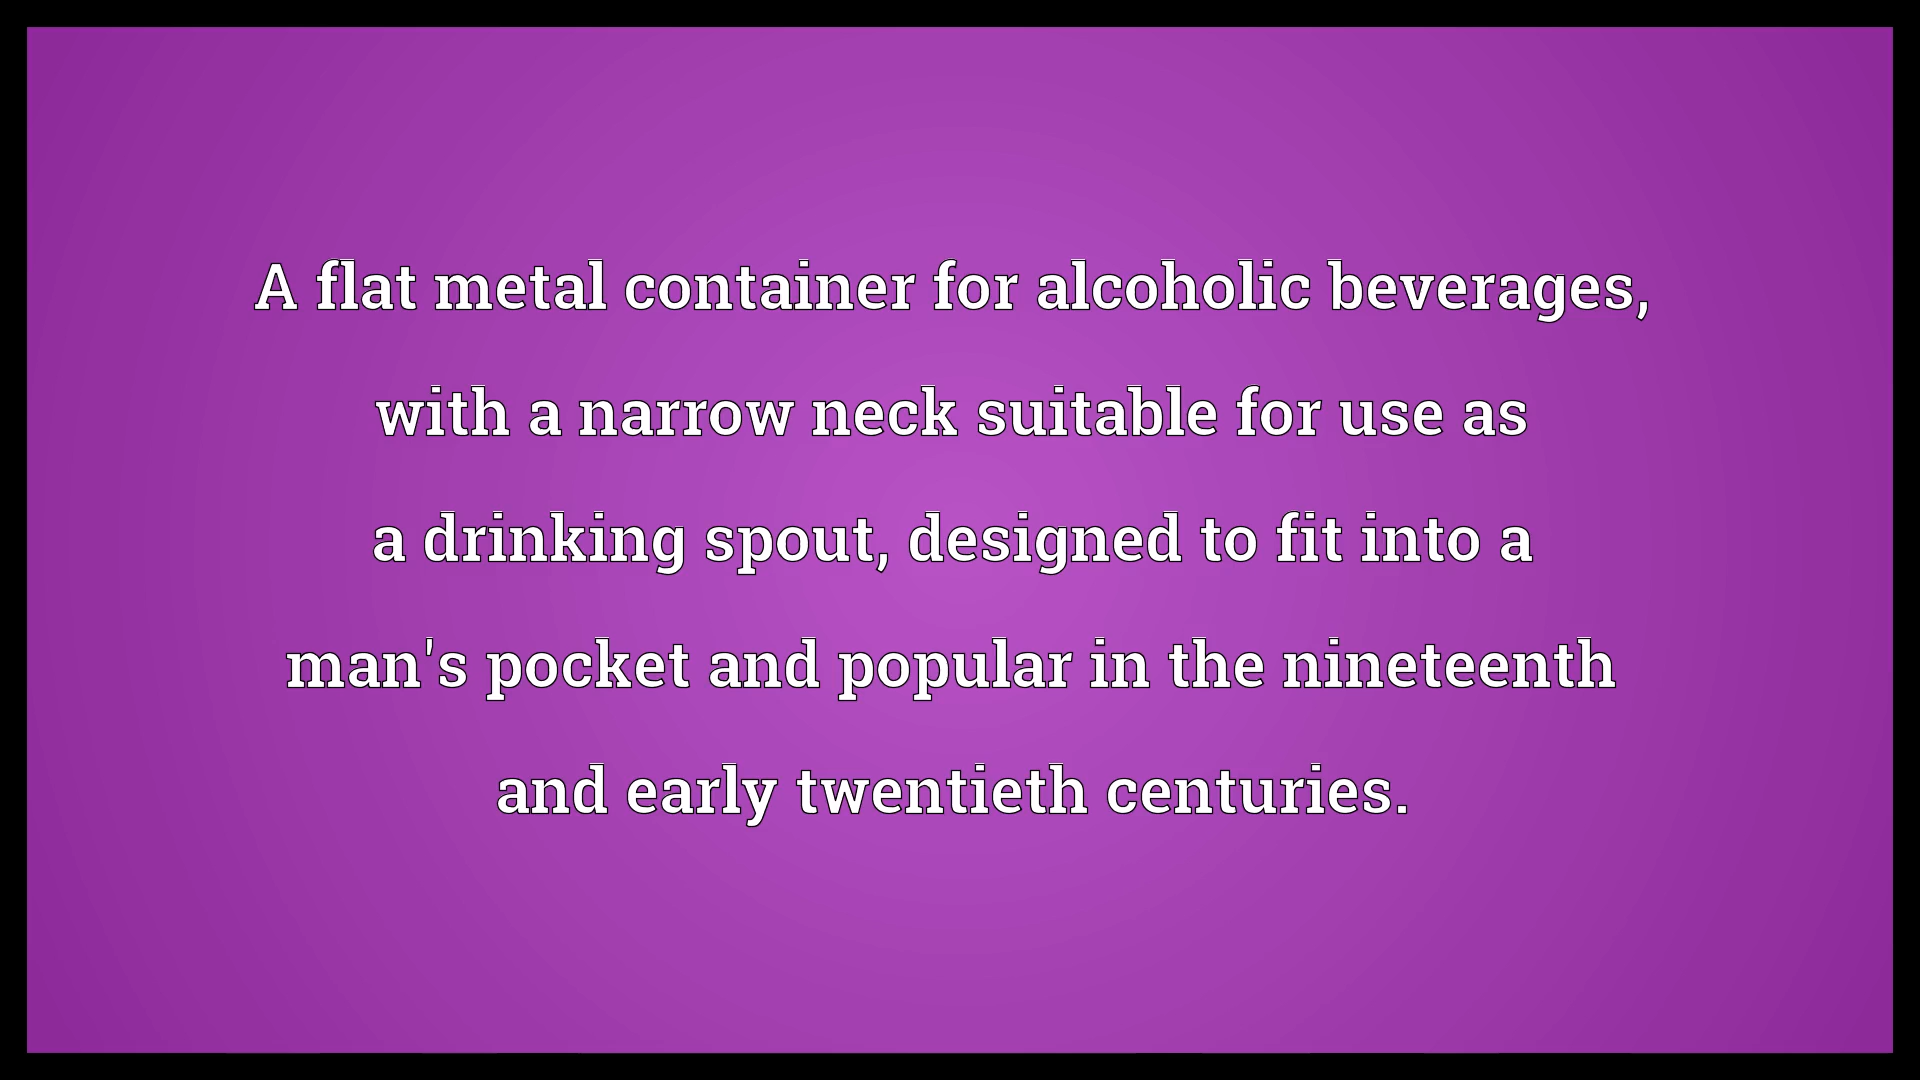 A flat metal container for alcoholic beverages,
with a narrow neck suitable for use as
a drinking spout, designed to fit into a
man's pocket and popular in the nineteenth
and early twentieth centuries.